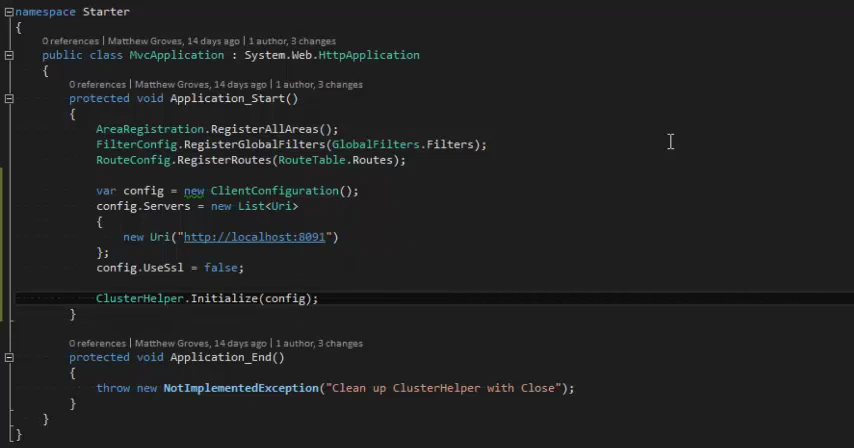 namespace Starter
{
0 references | Matthew Groves, 14 days ago | 1 author, 3 changes
public class MvcApplication : System.Web.HttpApplication
{
0 references | Matthew Groves, 14 days ago | 1 author, 3 changes
protected void Application_Start()
{
AreaRegistration.RegisterAllAreas();
FilterConfig.RegisterGlobalFilters(GlobalFilters.Filters);
RouteConfig.RegisterRoutes(RouteTable.Routes);
var config = new ClientConfiguration();
config.Servers = new List<Uri>
{
new Uri("http://localhost:8091")
};
config.UseSsl = false;
ClusterHelper.Initialize(config);
}
0 references | Matthew Groves, 14 days ago | 1 author, 3 changes
protected void Application_End()
{
throw new NotImplementedException("Clean up ClusterHelper with Close");
}
}
}